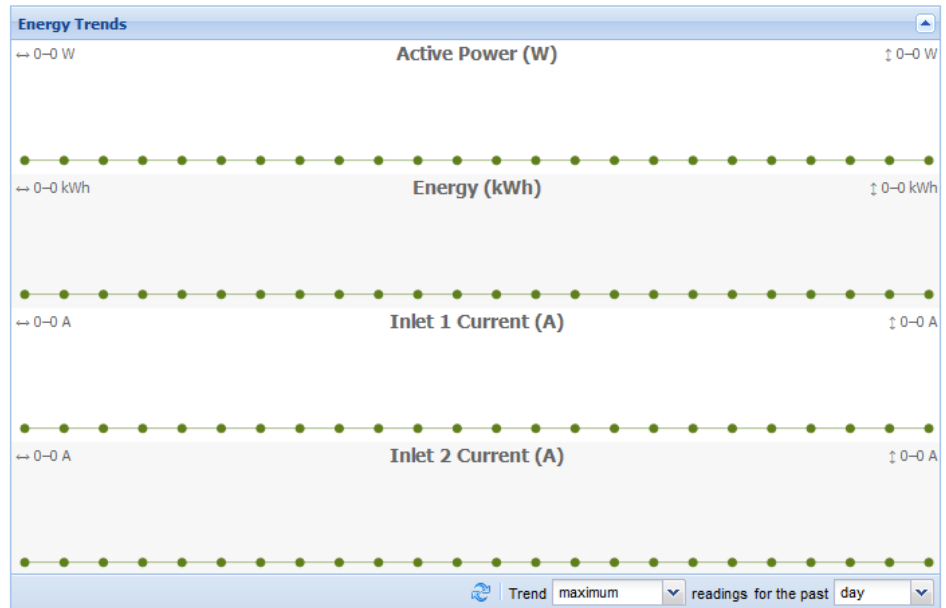 Energy Trends
↔ 0–0 W Active Power (W) ↕ 0–0 W
↔ 0–0 kWh Energy (kWh) ↕ 0–0 kWh
↔ 0–0 A Inlet 1 Current (A) ↕ 0–0 A
↔ 0–0 A Inlet 2 Current (A) ↕ 0–0 A
Trend maximum readings for the past day